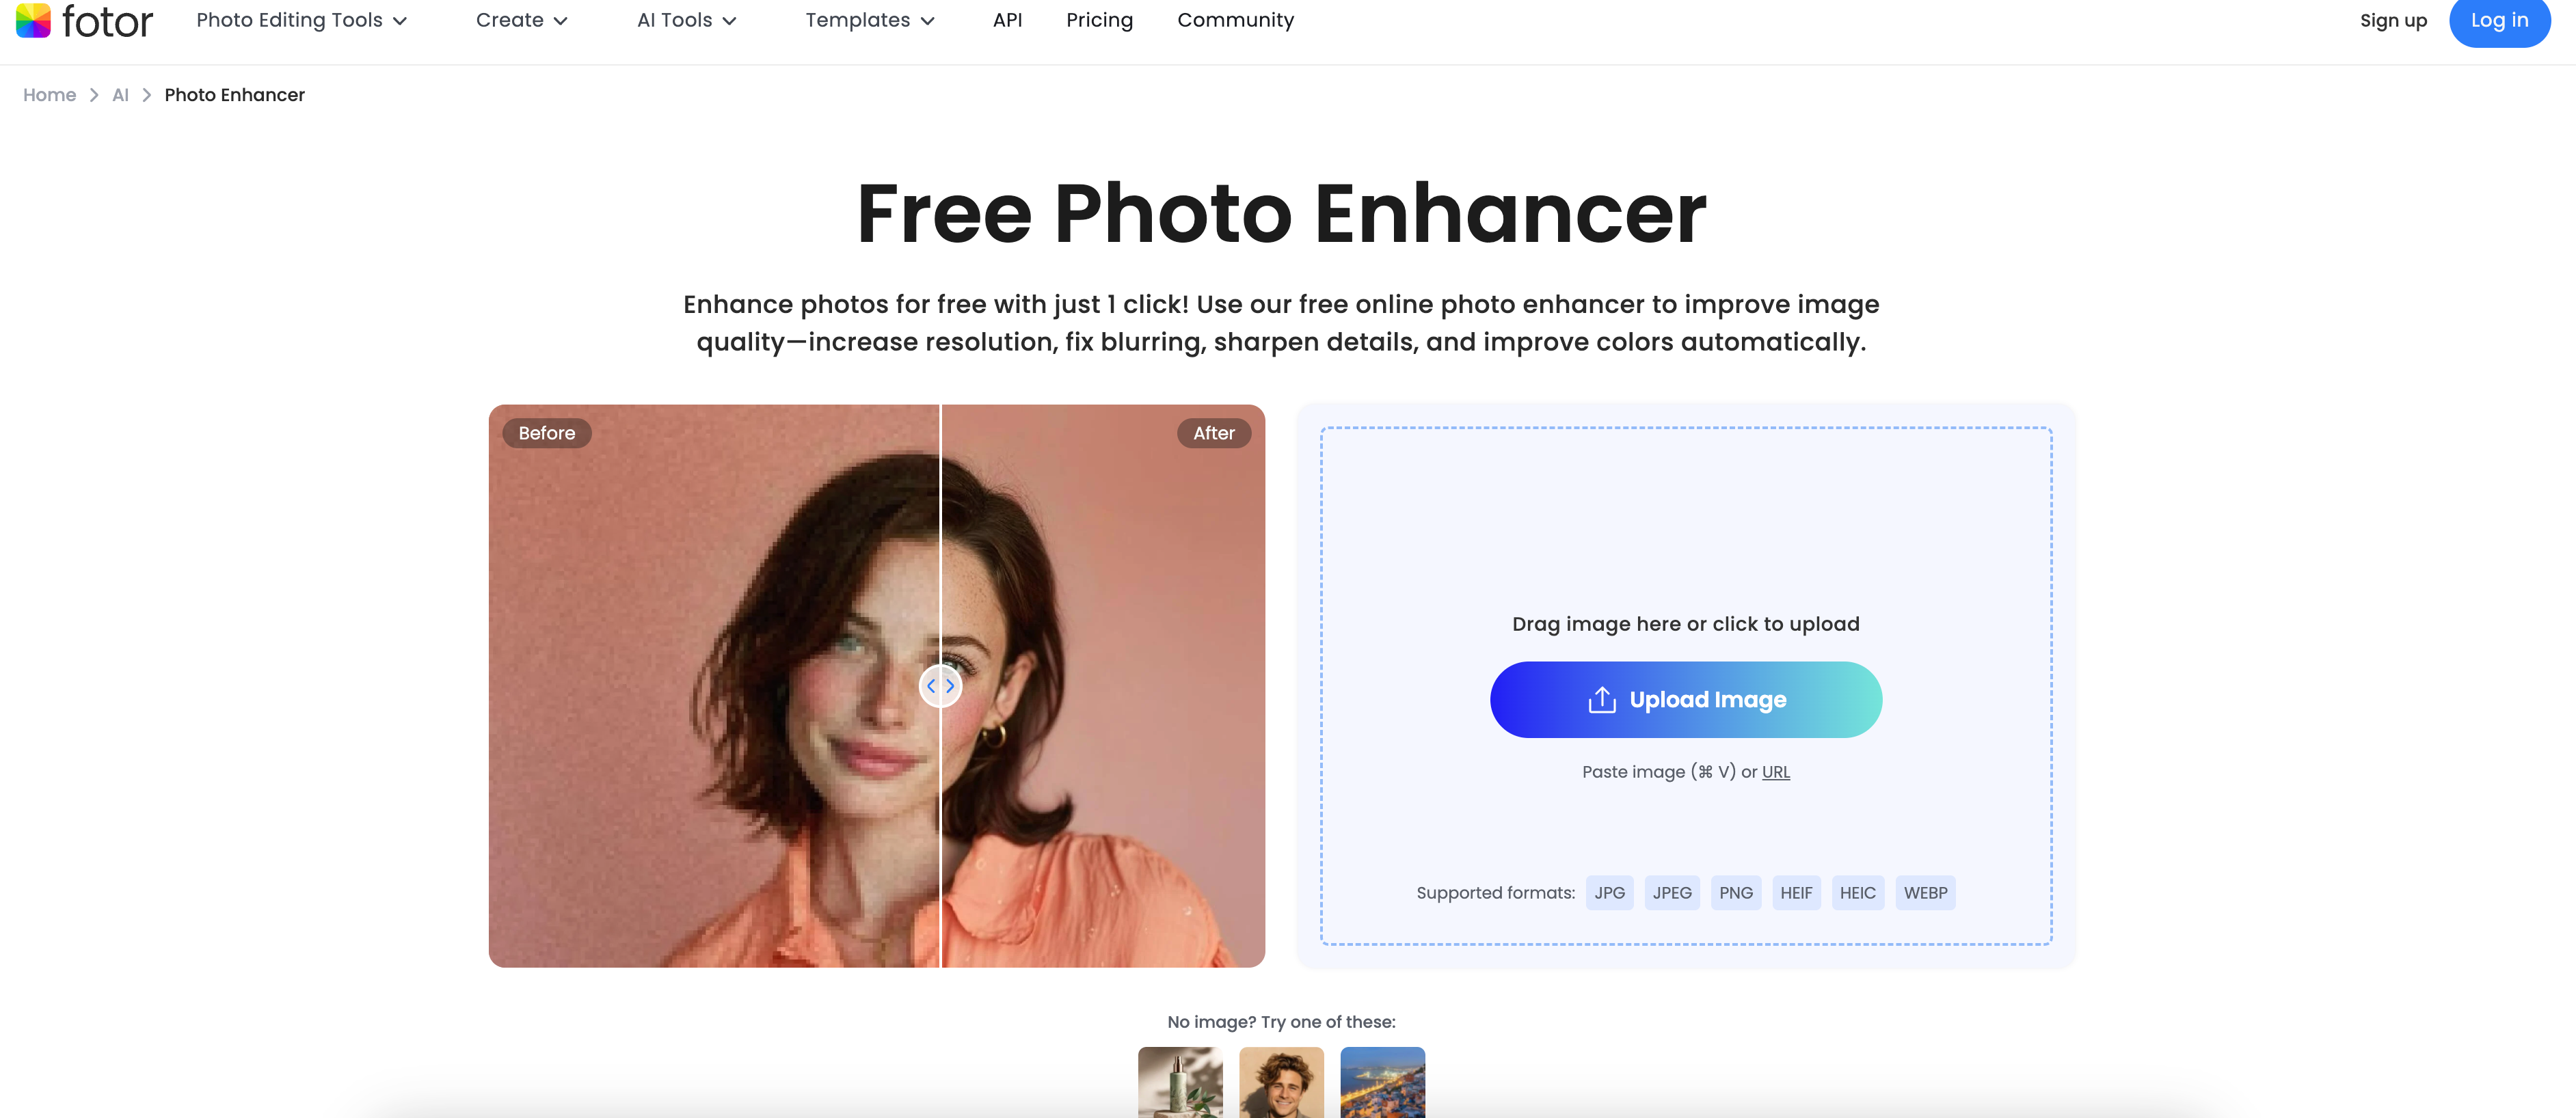 fotor
Photo Editing Tools
Create
AI Tools
Templates
API
Pricing
Community
Sign up
Log in
Home > AI > Photo Enhancer
Free Photo Enhancer
Enhance photos for free with just 1 click! Use our free online photo enhancer to improve image
quality—increase resolution, fix blurring, sharpen details, and improve colors automatically.
Before
After
Drag image here or click to upload
Upload Image
Paste image (⌘ V) or URL
Supported formats: JPG JPEG PNG HEIF HEIC WEBP
No image? Try one of these: